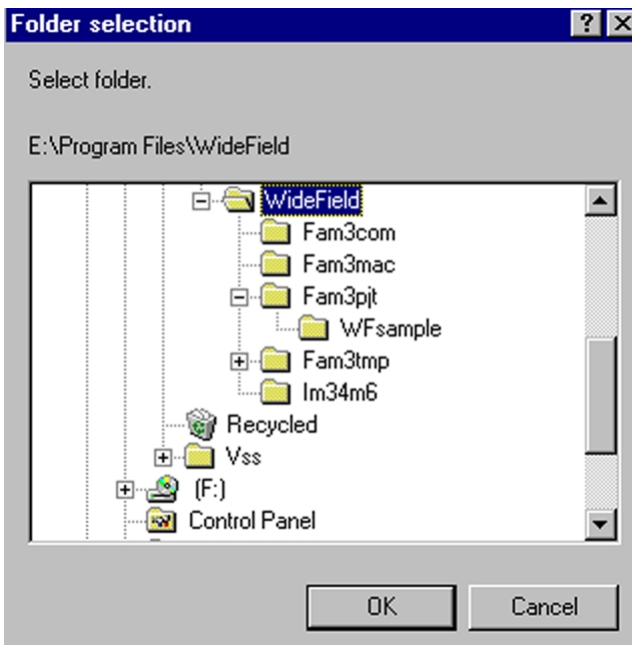 Folder selection
Select folder.
E:\Program Files\WideField
WideField
Fam3com
Fam3mac
Fam3pjt
WFsample
Fam3tmp
Im34m6
Recycled
Vss
(F:)
Control Panel
OK Cancel